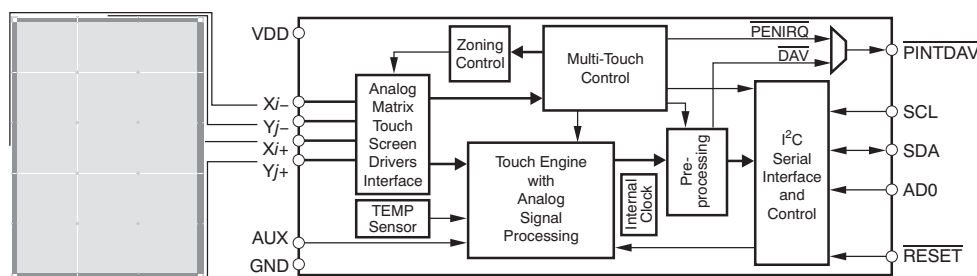 VDD
Xi−
Yj−
Xi+
Yj+
AUX
GND
Zoning
Control
Multi-Touch
Control
PENIRQ
DAV
PINTDAV
Analog
Matrix
Touch
Screen
Drivers
Interface
Touch Engine
with
Analog
Signal
Processing
TEMP
Sensor
Internal
Clock
Pre-
processing
I²C
Serial
Interface
and
Control
SCL
SDA
AD0
RESET